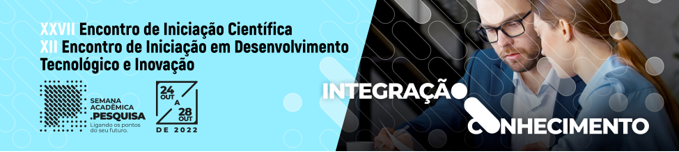 XXVII Encontro de Iniciação Científica
XII Encontro de Iniciação em Desenvolvimento
Tecnológico e Inovação
SEMANA
ACADÊMICA
.PESQUISA
Ligando os pontos
do seu futuro.
24
OUT
A
28
OUT
DE 2022
INTEGRAÇÃO
CONHECIMENTO